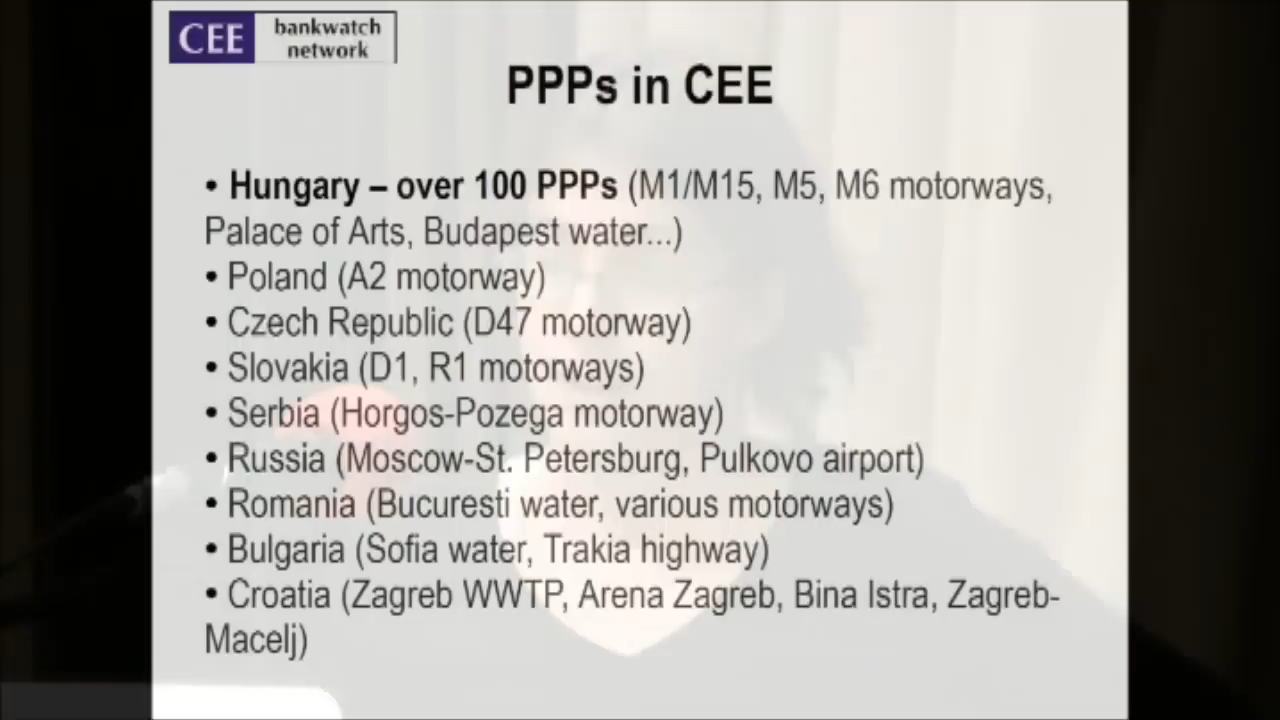 CEE bankwatch
network
PPPs in CEE
• Hungary – over 100 PPPs (M1/M15, M5, M6 motorways,
Palace of Arts, Budapest water...)
• Poland (A2 motorway)
• Czech Republic (D47 motorway)
• Slovakia (D1, R1 motorways)
• Serbia (Horgos-Pozega motorway)
• Russia (Moscow-St. Petersburg, Pulkovo airport)
• Romania (Bucuresti water, various motorways)
• Bulgaria (Sofia water, Trakia highway)
• Croatia (Zagreb WWTP, Arena Zagreb, Bina Istra, Zagreb-
Macelj)